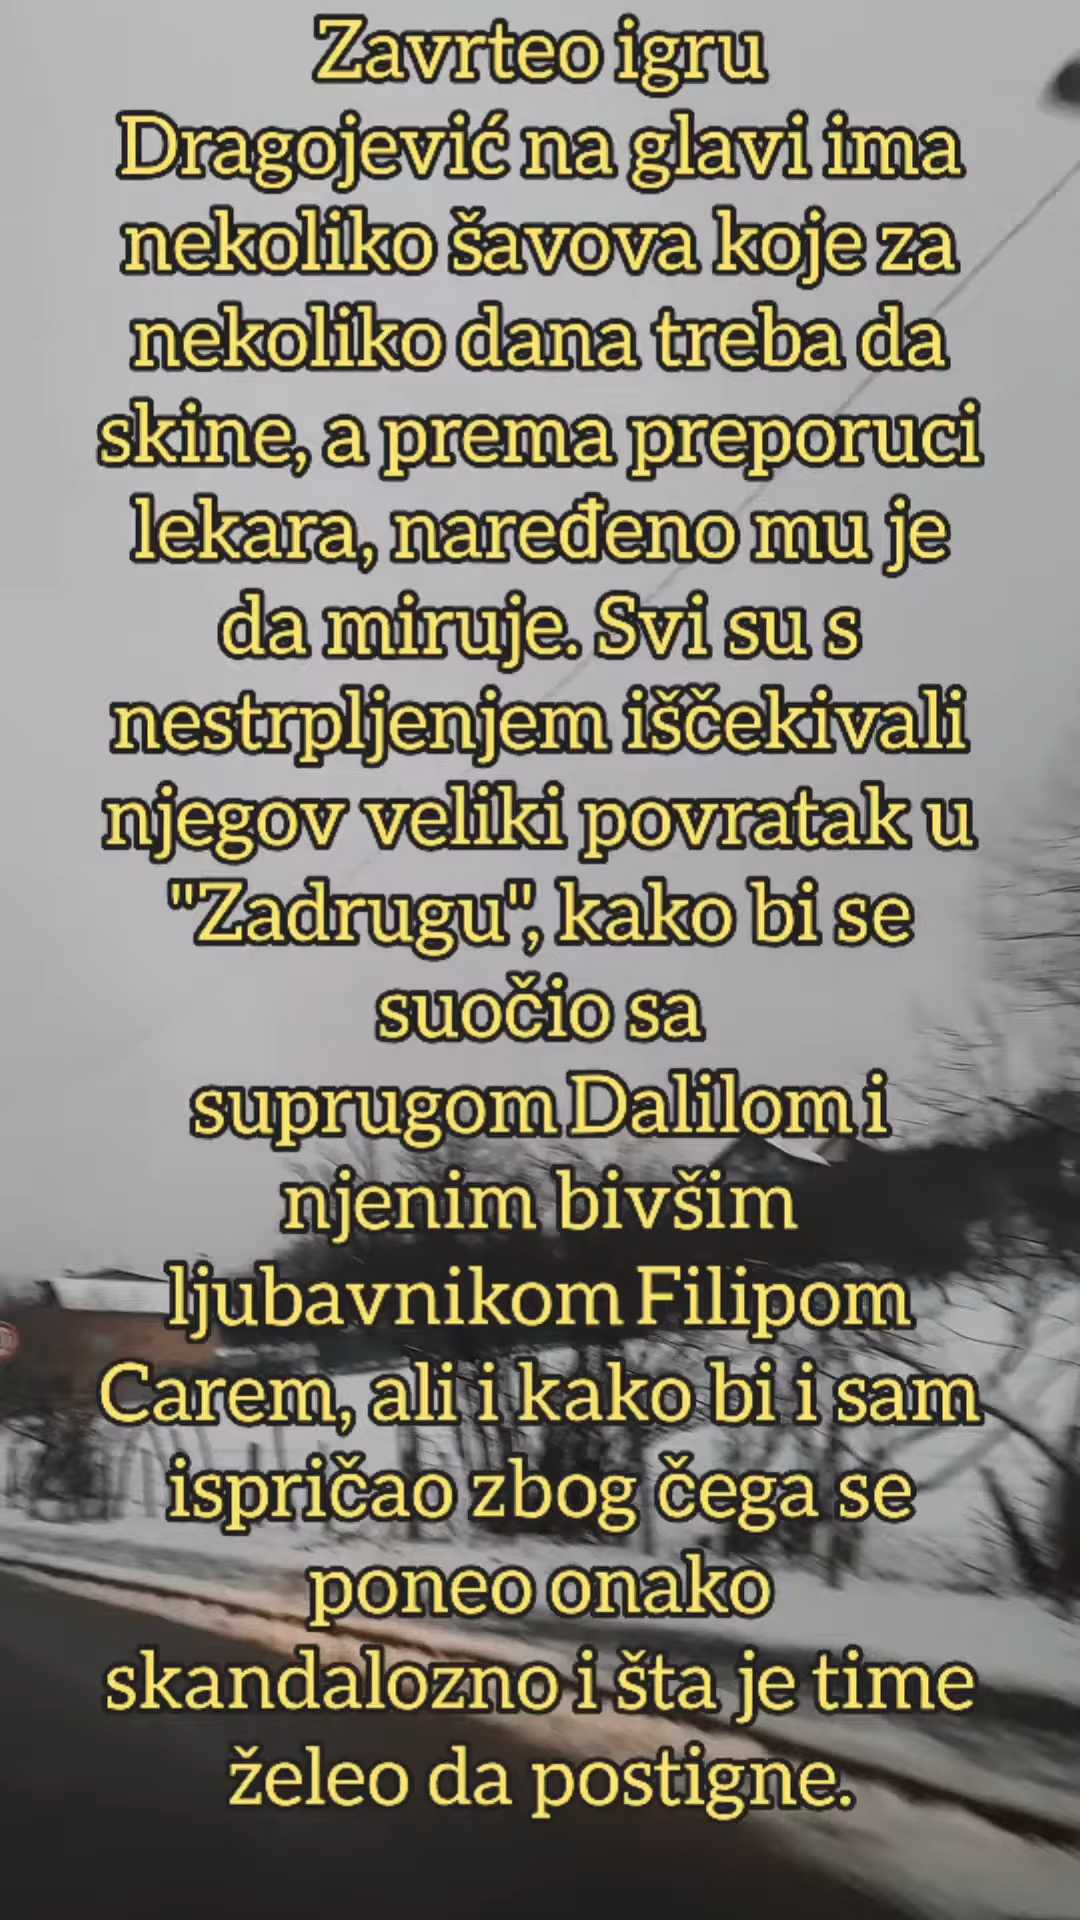 Zavrteo igru
Dragojević na glavi ima
nekoliko šavova koje za
nekoliko dana treba da
skine, a prema preporuci
lekara, naređeno mu je
da miruje. Svi su s
nestrpljenjem iščekivali
njegov veliki povratak u
"Zadrugu", kako bi se
suočio sa
suprugom Dalilom i
njenim bivšim
ljubavnikom Filipom
Carem, ali i kako bi i sam
ispričao zbog čega se
poneo onako
skandalozno i šta je time
želeo da postigne.